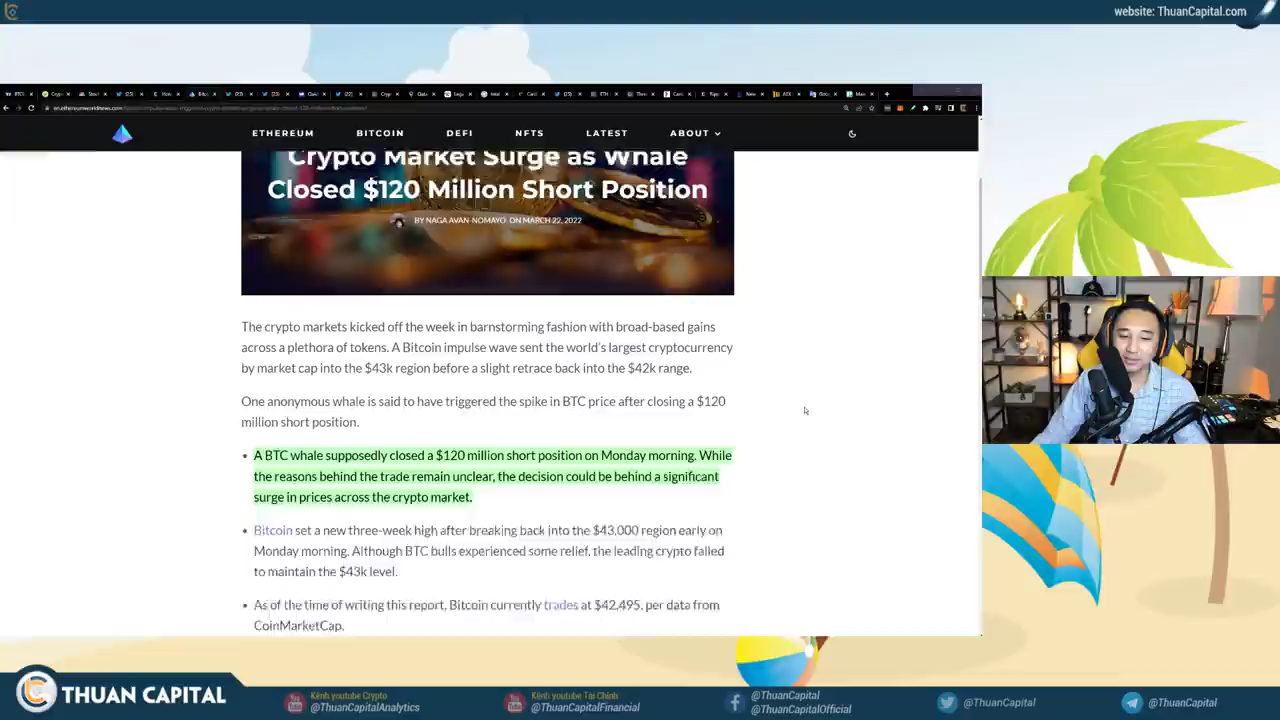 website: ThuanCapital.com
ETHEREUM BITCOIN DEFI NFTS LATEST ABOUT
Crypto Market Surge as Whale
Closed $120 Million Short Position
BY NAGA AVAN-NOMAYO ON MARCH 22, 2022
The crypto markets kicked off the week in barnstorming fashion with broad-based gains
across a plethora of tokens. A Bitcoin impulse wave sent the world's largest cryptocurrency
by market cap into the $43k region before a slight retrace back into the $42k range.
One anonymous whale is said to have triggered the spike in BTC price after closing a $120
million short position.
• A BTC whale supposedly closed a $120 million short position on Monday morning. While
the reasons behind the trade remain unclear, the decision could be behind a significant
surge in prices across the crypto market.
• Bitcoin set a new three-week high after breaking back into the $43,000 region early on
Monday morning. Although BTC bulls experienced some relief, the leading crypto failed
to maintain the $43k level.
• As of the time of writing this report, Bitcoin currently trades at $42,495, per data from
CoinMarketCap.
THUAN CAPITAL
Kênh youtube Crypto
@ThuanCapitalAnalytics
Kênh youtube Tài Chính
@ThuanCapitalFinancial
@ThuanCapital
@ThuanCapitalOfficial
@ThuanCapital
@ThuanCapital